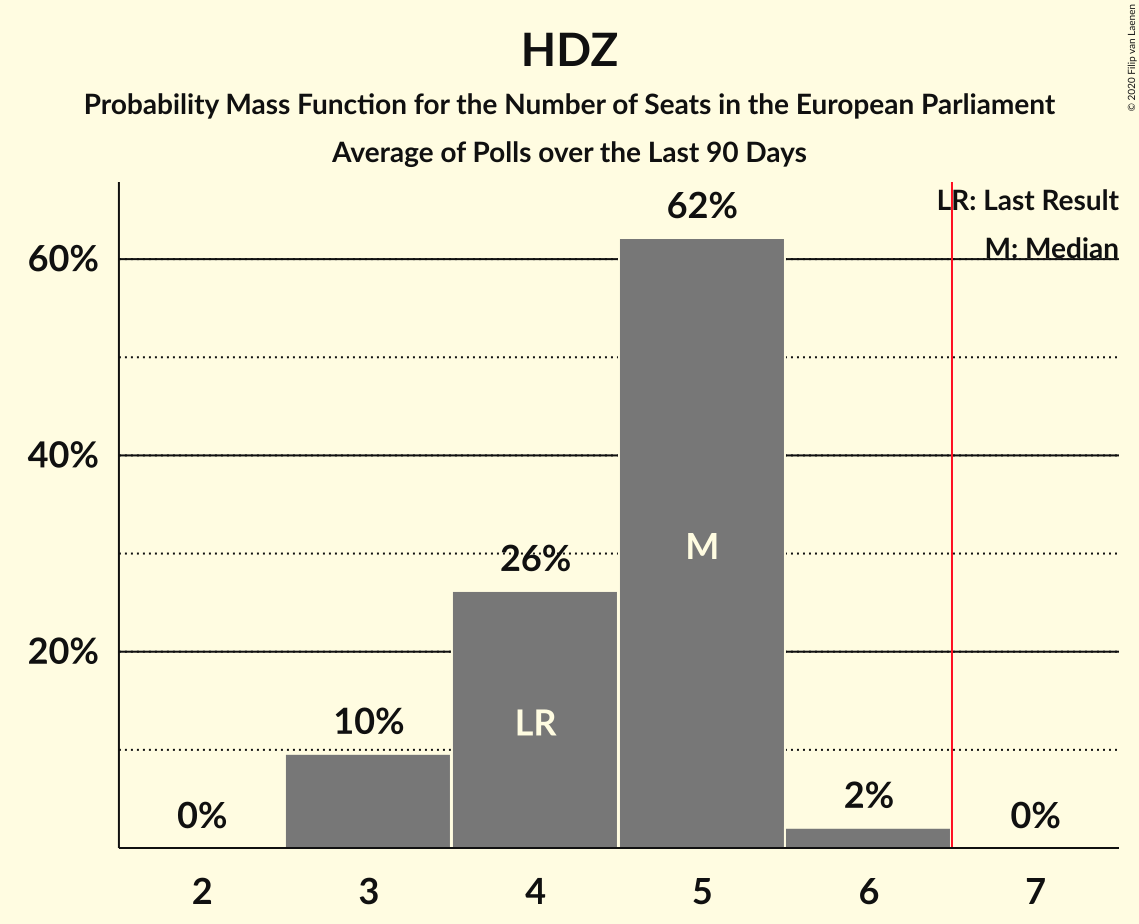 HDZ
Probability Mass Function for the Number of Seats in the European Parliament
Average of Polls over the Last 90 Days
© 2020 Filip van Laenen
LR: Last Result
M: Median
60%
40%
20%
0%
10%
26%
62%
2%
0%
LR
M
2 3 4 5 6 7